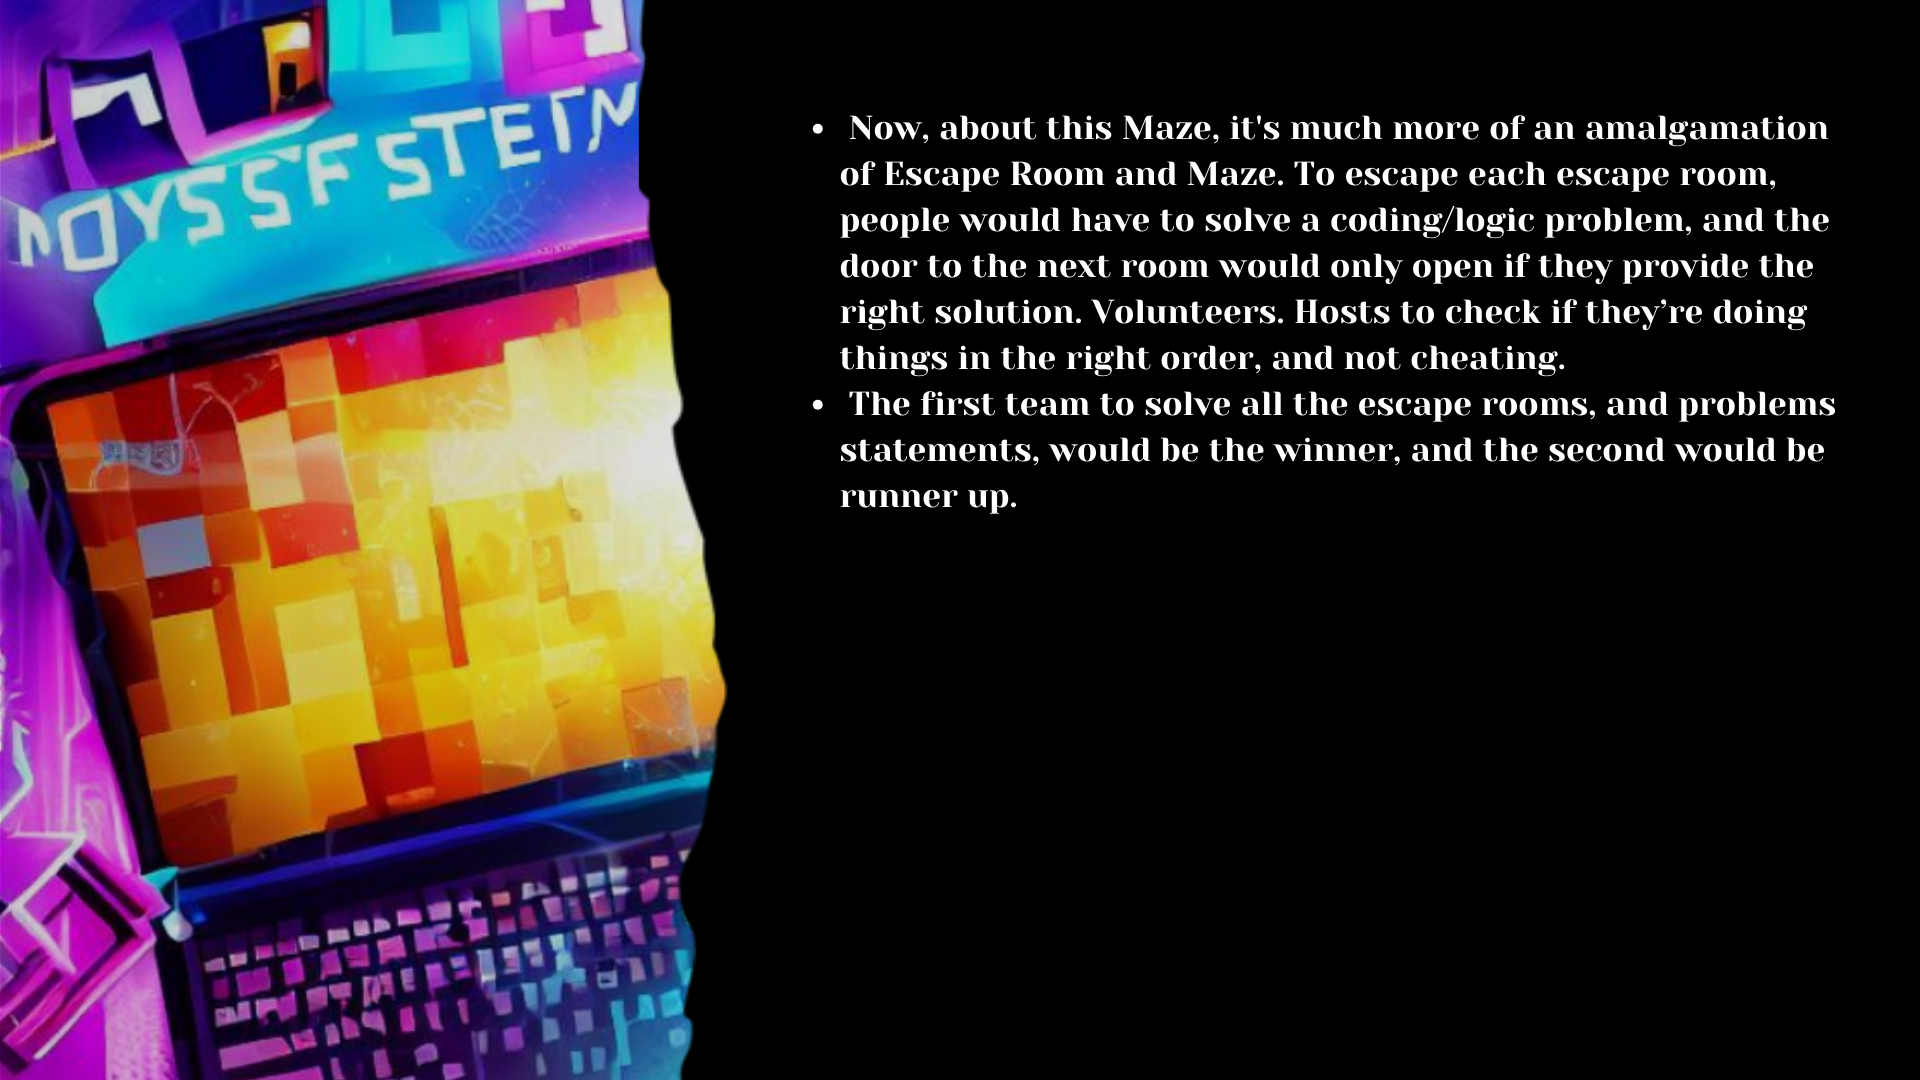 • Now, about this Maze, it's much more of an amalgamation
of Escape Room and Maze. To escape each escape room,
people would have to solve a coding/logic problem, and the
door to the next room would only open if they provide the
right solution. Volunteers. Hosts to check if they’re doing
things in the right order, and not cheating.
• The first team to solve all the escape rooms, and problems
statements, would be the winner, and the second would be
runner up.